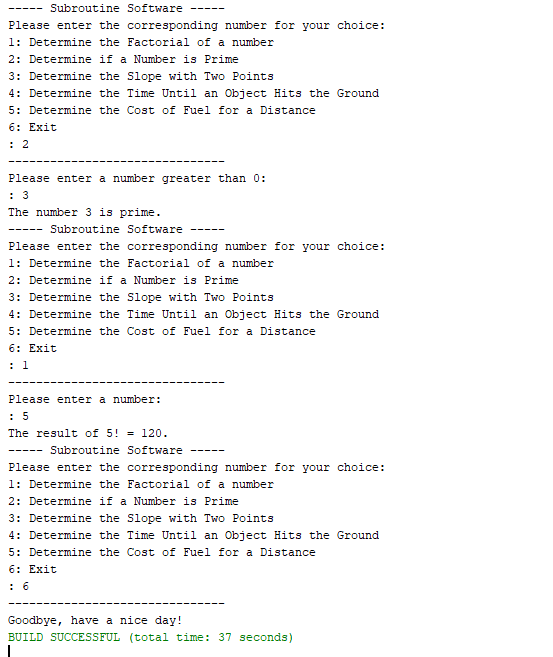 ----- Subroutine Software -----
Please enter the corresponding number for your choice:
1: Determine the Factorial of a number
2: Determine if a Number is Prime
3: Determine the Slope with Two Points
4: Determine the Time Until an Object Hits the Ground
5: Determine the Cost of Fuel for a Distance
6: Exit
: 2
-------------------------------
Please enter a number greater than 0:
: 3
The number 3 is prime.
----- Subroutine Software -----
Please enter the corresponding number for your choice:
1: Determine the Factorial of a number
2: Determine if a Number is Prime
3: Determine the Slope with Two Points
4: Determine the Time Until an Object Hits the Ground
5: Determine the Cost of Fuel for a Distance
6: Exit
: 1
-------------------------------
Please enter a number:
: 5
The result of 5! = 120.
----- Subroutine Software -----
Please enter the corresponding number for your choice:
1: Determine the Factorial of a number
2: Determine if a Number is Prime
3: Determine the Slope with Two Points
4: Determine the Time Until an Object Hits the Ground
5: Determine the Cost of Fuel for a Distance
6: Exit
: 6
-------------------------------
Goodbye, have a nice day!
BUILD SUCCESSFUL (total time: 37 seconds)